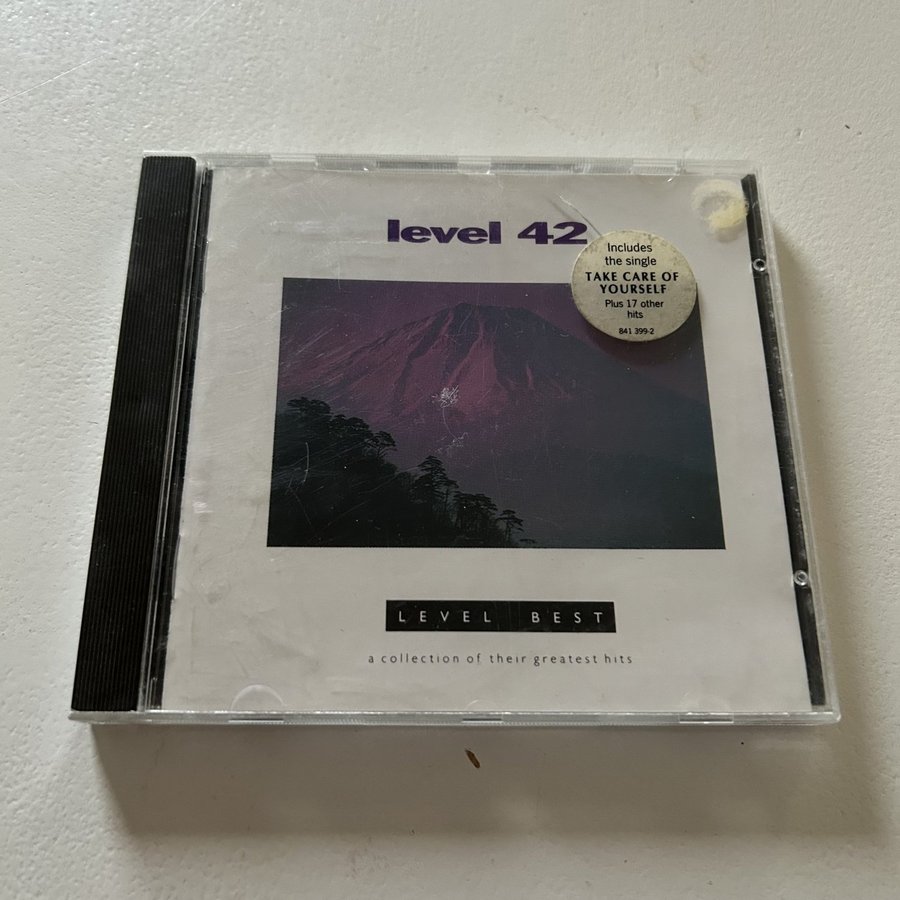 level 42
Includes
the single
TAKE CARE OF
YOURSELF
Plus 17 other
hits
841 399-2
LEVEL BEST
a collection of their greatest hits